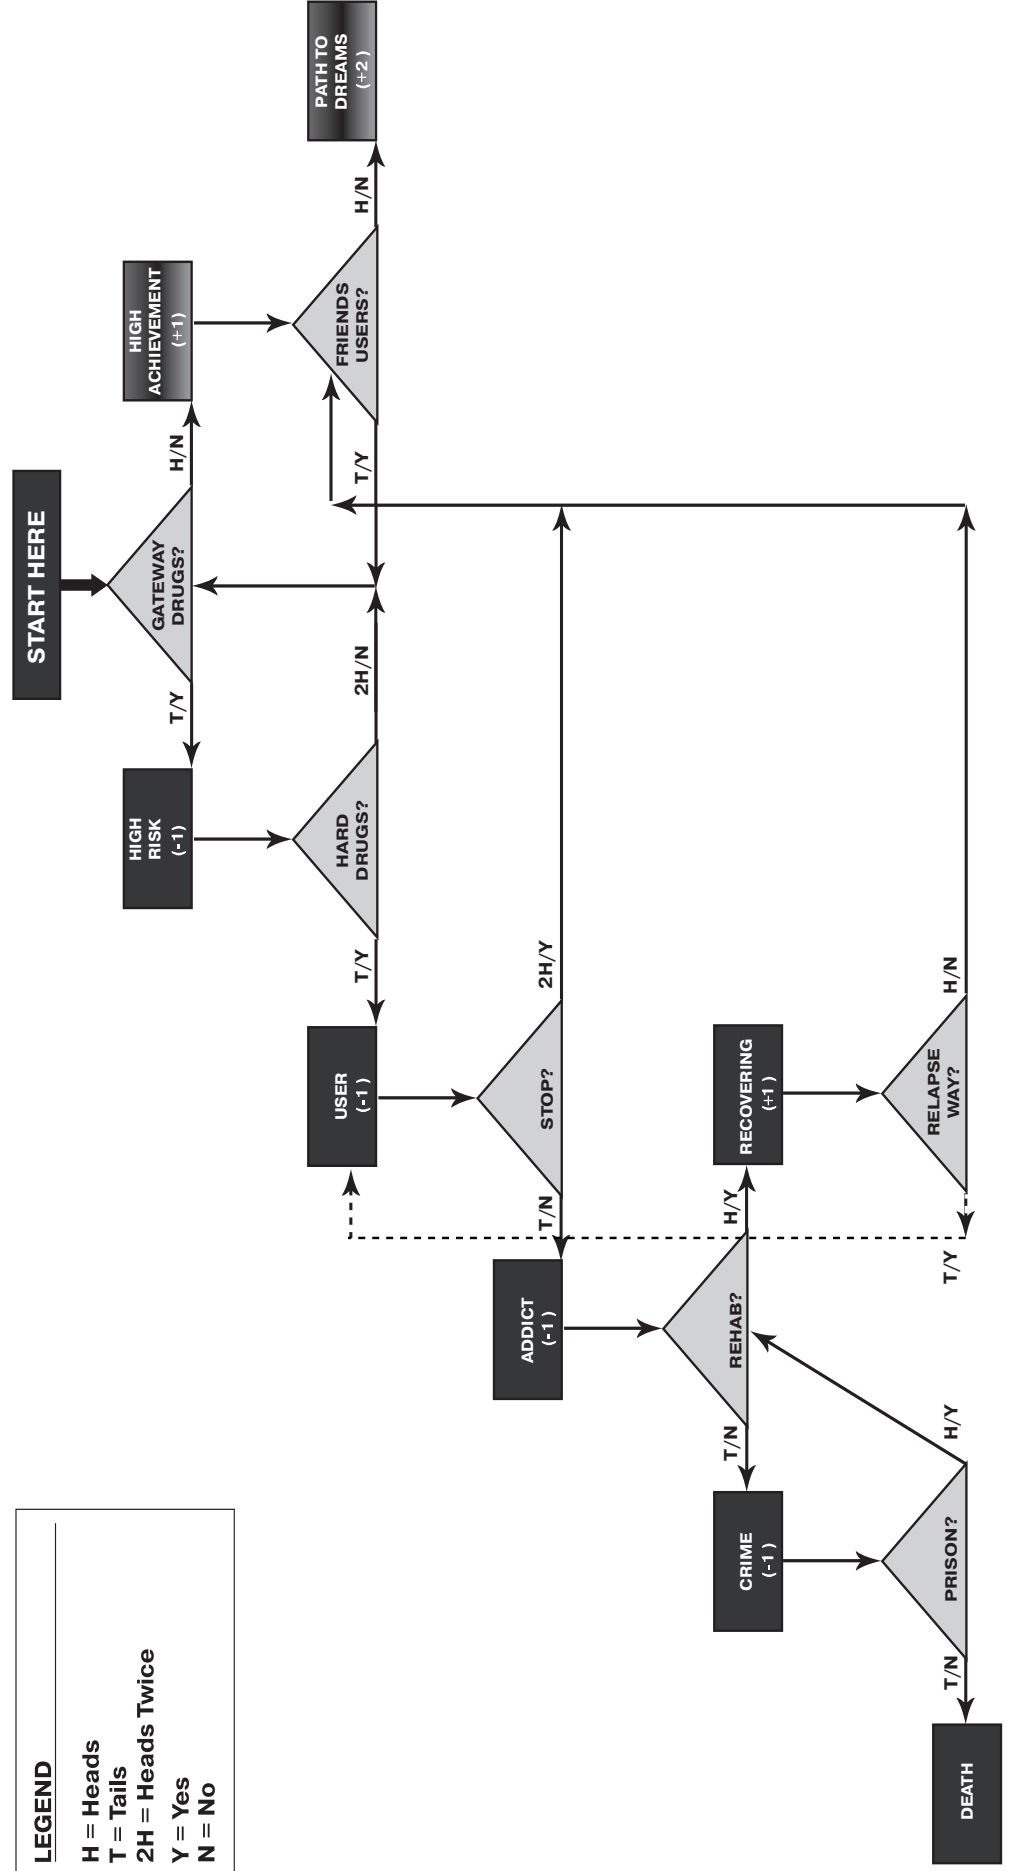 LEGEND
H = Heads
T = Tails
2H = Heads Twice
Y = Yes
N = No
START HERE
GATEWAY
DRUGS?
T/Y
H/N
HIGH
RISK
(-1)
HIGH
ACHIEVEMENT
(+1)
HARD
DRUGS?
T/Y
2H/N
FRIENDS
USERS?
T/Y
H/N
PATH TO
DREAMS
(+2 )
USER
(-1 )
STOP?
T/N
2H/Y
ADDICT
(-1 )
REHAB?
T/N
H/Y
CRIME
(-1 )
RECOVERING
(+1 )
PRISON?
T/N
H/Y
RELAPSE
WAY?
T/Y
H/N
DEATH